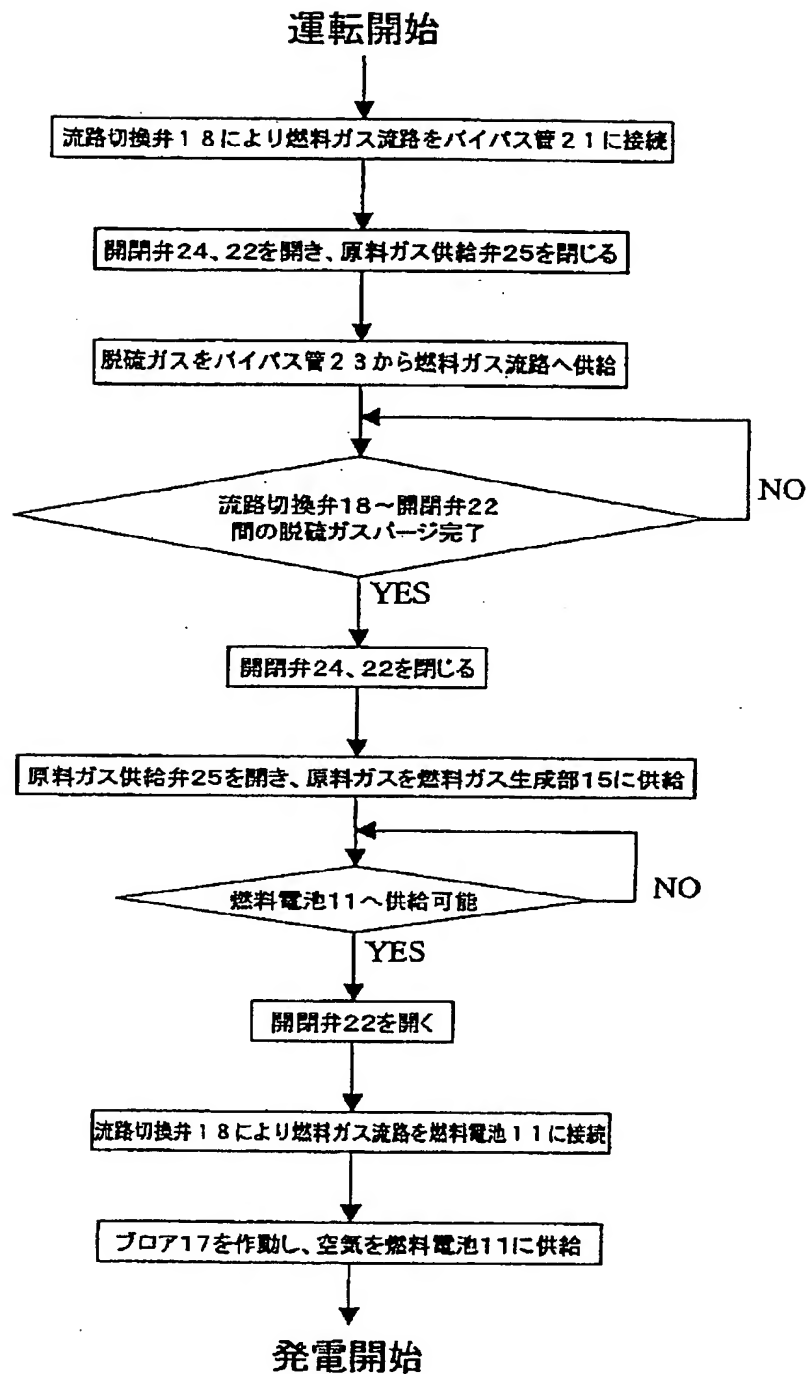 運転開始
流路切換弁18により燃料ガス流路をバイパス管21に接続
開閉弁24、22を開き、原料ガス供給弁25を閉じる
脱硫ガスをバイパス管23から燃料ガス流路へ供給
流路切換弁18～開閉弁22
間の脱硫ガスパージ完了
NO
YES
開閉弁24、22を閉じる
原料ガス供給弁25を開き、原料ガスを燃料ガス生成部15に供給
燃料電池11へ供給可能
NO
YES
開閉弁22を開く
流路切換弁18により燃料ガス流路を燃料電池11に接続
ブロア17を作動し、空気を燃料電池11に供給
発電開始